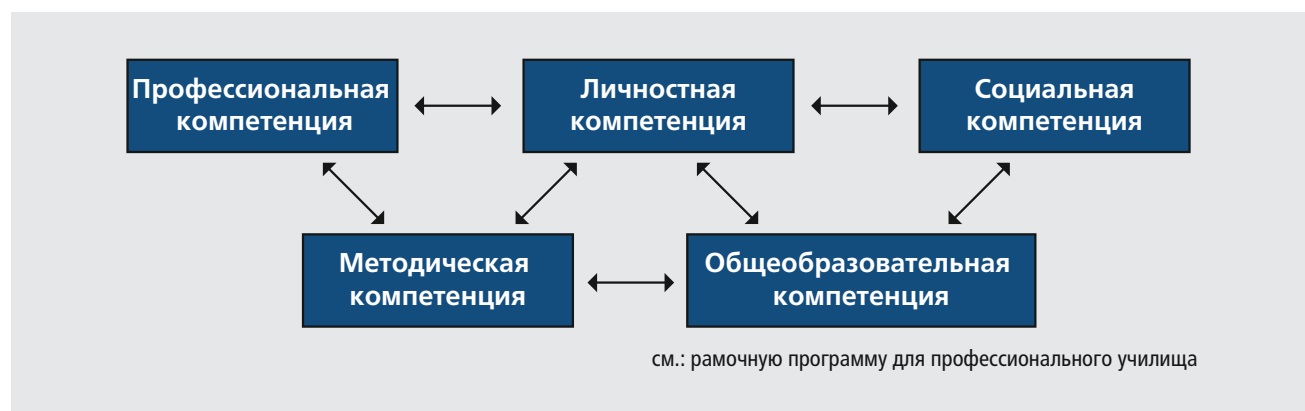 Профессиональная
компетенция
Личностная
компетенция
Социальная
компетенция
Методическая
компетенция
Общеобразовательная
компетенция
см.: рамочную программу для профессионального училища